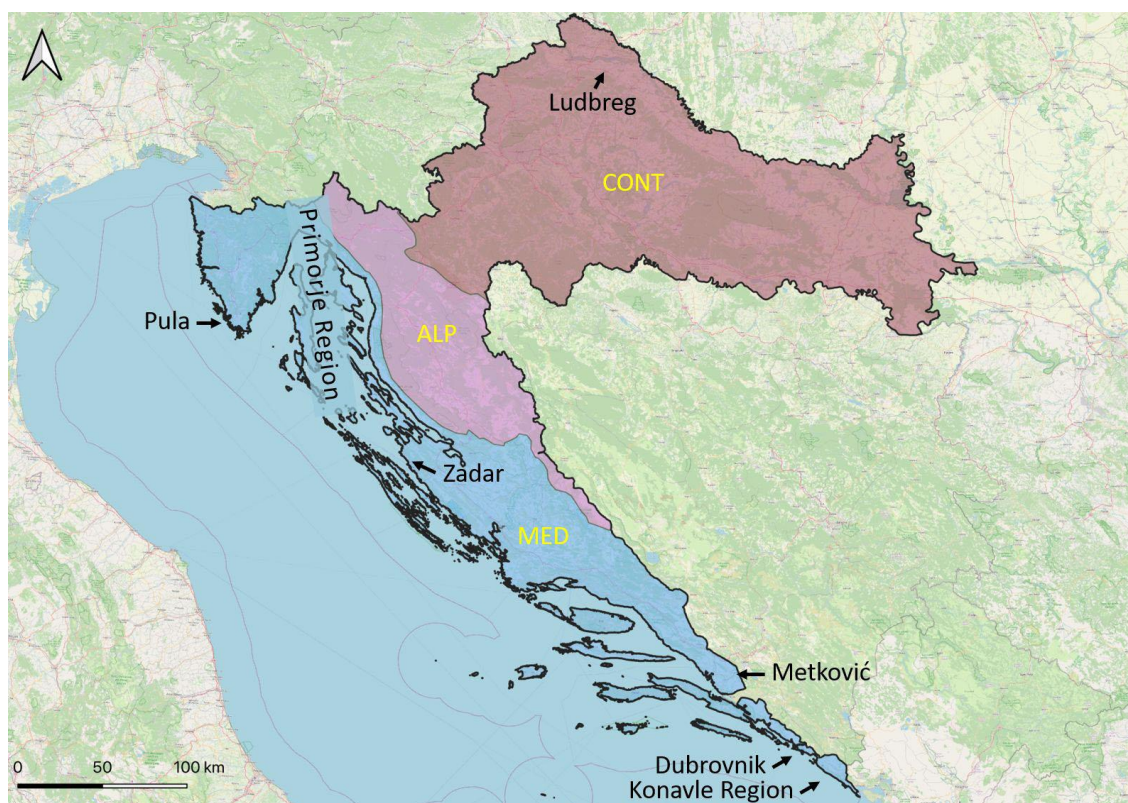 Ludbreg
CONT
Primorje Region
Pula
ALP
Zadar
MED
Metković
Dubrovnik
Konavle Region
0 50 100 km